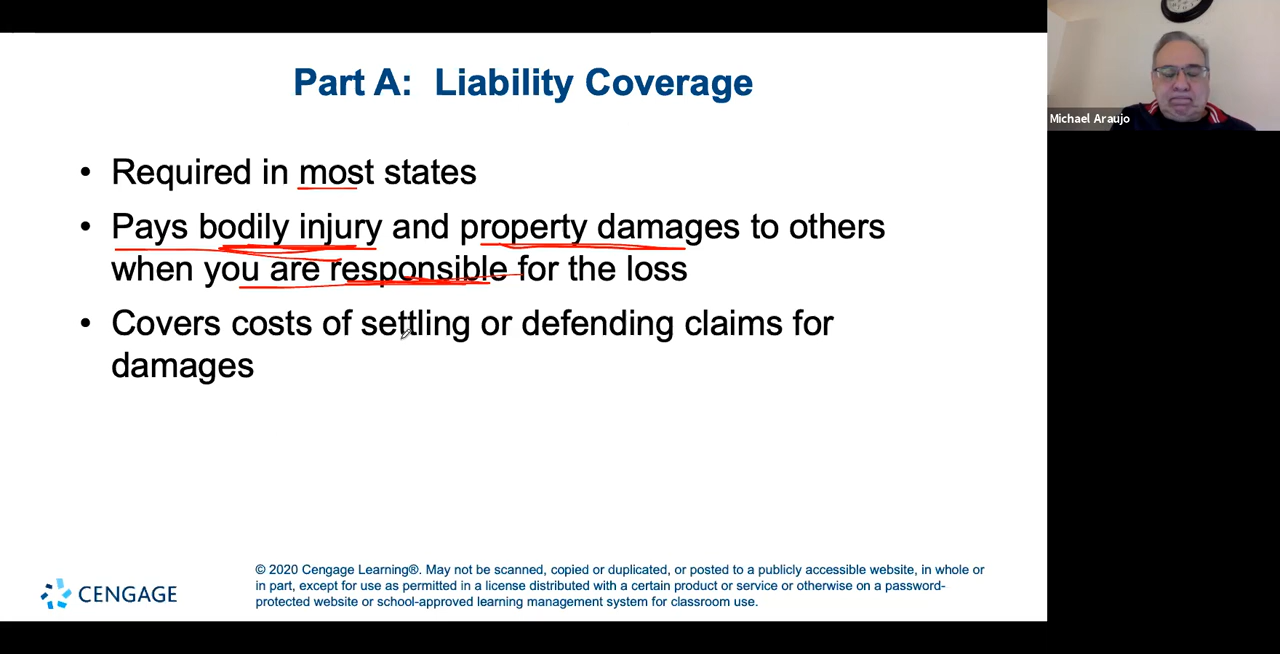 Part A: Liability Coverage
Michael Araujo
• Required in most states
• Pays bodily injury and property damages to others
when you are responsible for the loss
• Covers costs of settling or defending claims for
damages
© 2020 Cengage Learning®. May not be scanned, copied or duplicated, or posted to a publicly accessible website, in whole or
in part, except for use as permitted in a license distributed with a certain product or service or otherwise on a password-
protected website or school-approved learning management system for classroom use.
CENGAGE